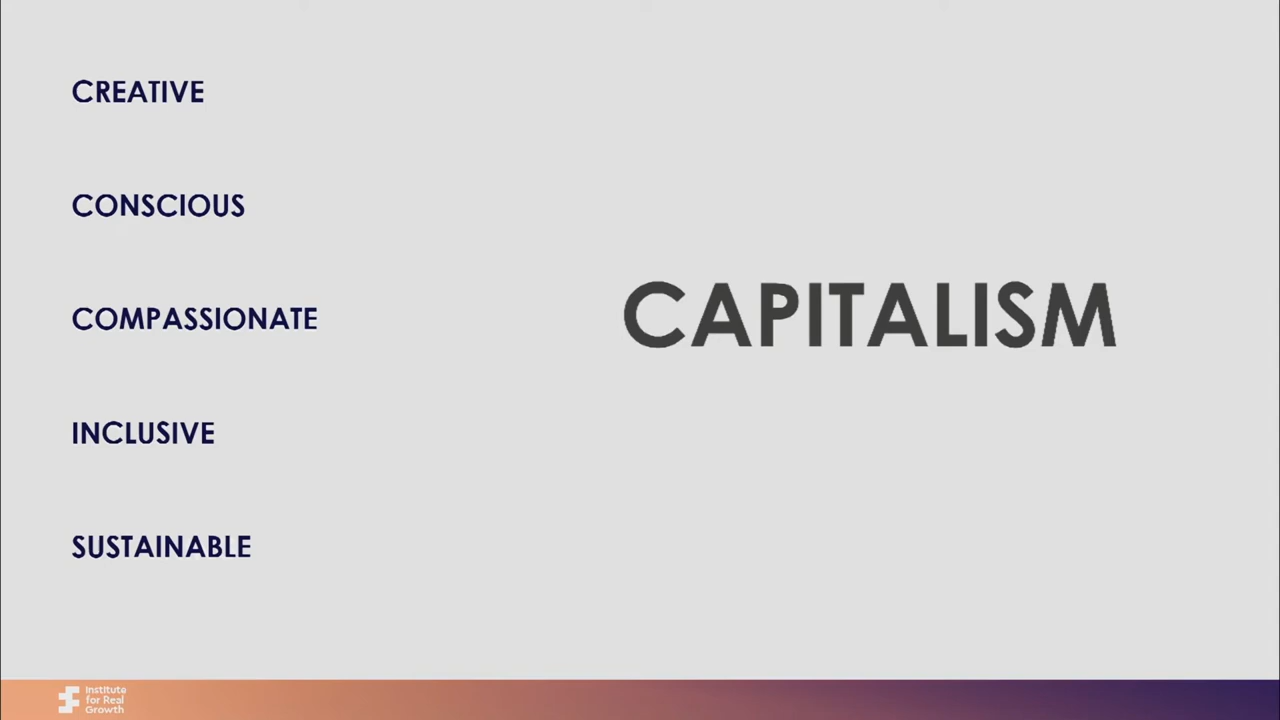 CREATIVE
CONSCIOUS
COMPASSIONATE
CAPITALISM
INCLUSIVE
SUSTAINABLE
Institute
for Real
Growth